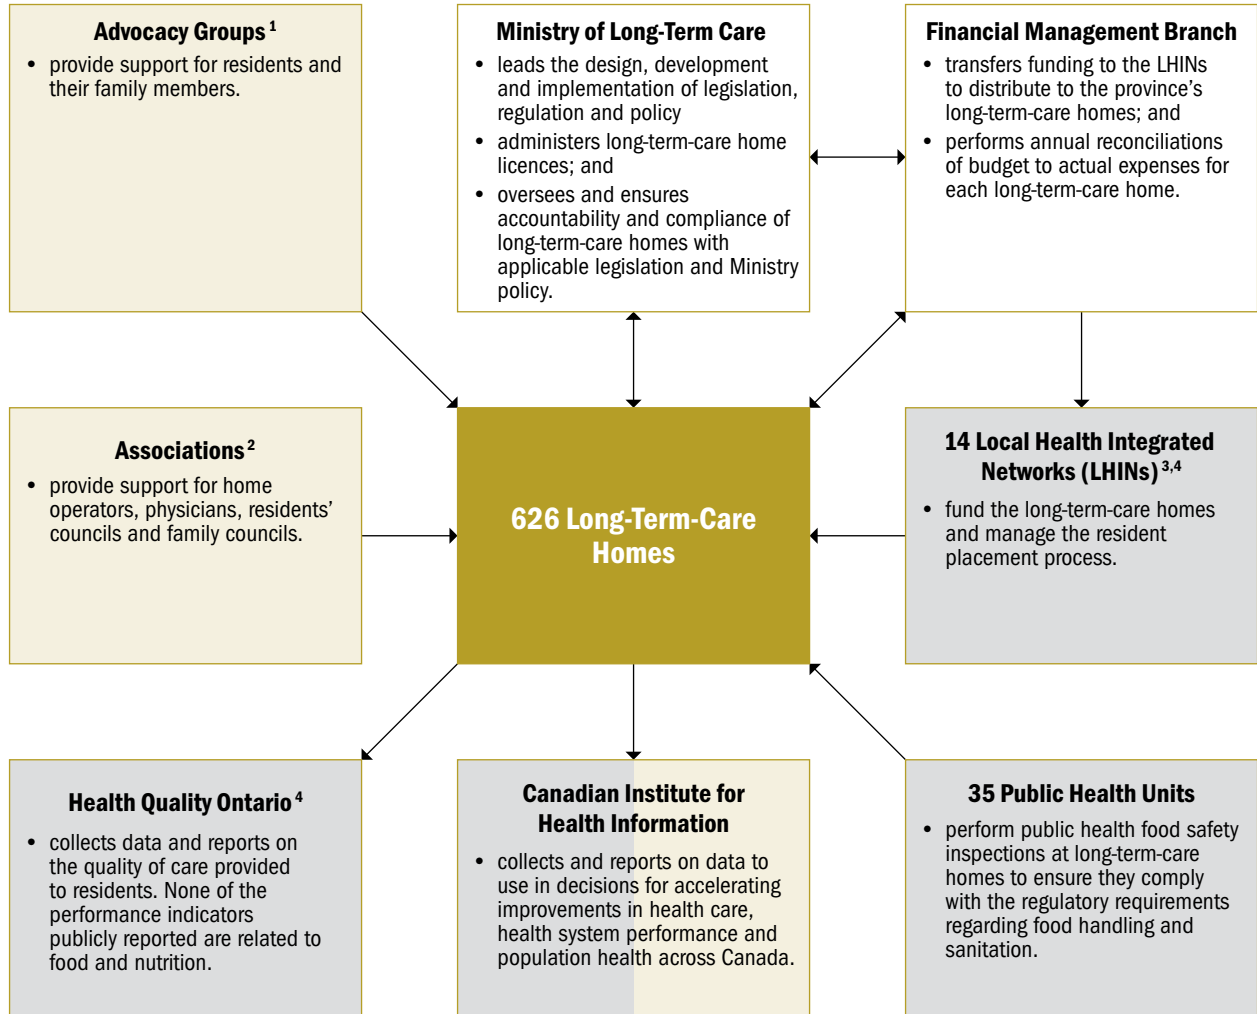 Advocacy Groups 1
• provide support for residents and
their family members.
Ministry of Long-Term Care
• leads the design, development
and implementation of legislation,
regulation and policy
• administers long-term-care home
licences; and
• oversees and ensures
accountability and compliance of
long-term-care homes with
applicable legislation and Ministry
policy.
Financial Management Branch
• transfers funding to the LHINs
to distribute to the province’s
long-term-care homes; and
• performs annual reconciliations
of budget to actual expenses for
each long-term-care home.
Associations 2
• provide support for home
operators, physicians, residents’
councils and family councils.
626 Long-Term-Care
Homes
14 Local Health Integrated
Networks (LHINs) 3,4
• fund the long-term-care homes
and manage the resident
placement process.
Health Quality Ontario 4
• collects data and reports on
the quality of care provided
to residents. None of the
performance indicators
publicly reported are related to
food and nutrition.
Canadian Institute for
Health Information
• collects and reports on data to
use in decisions for accelerating
improvements in health care,
health system performance and
population health across Canada.
35 Public Health Units
• perform public health food safety
inspections at long-term-care
homes to ensure they comply
with the regulatory requirements
regarding food handling and
sanitation.